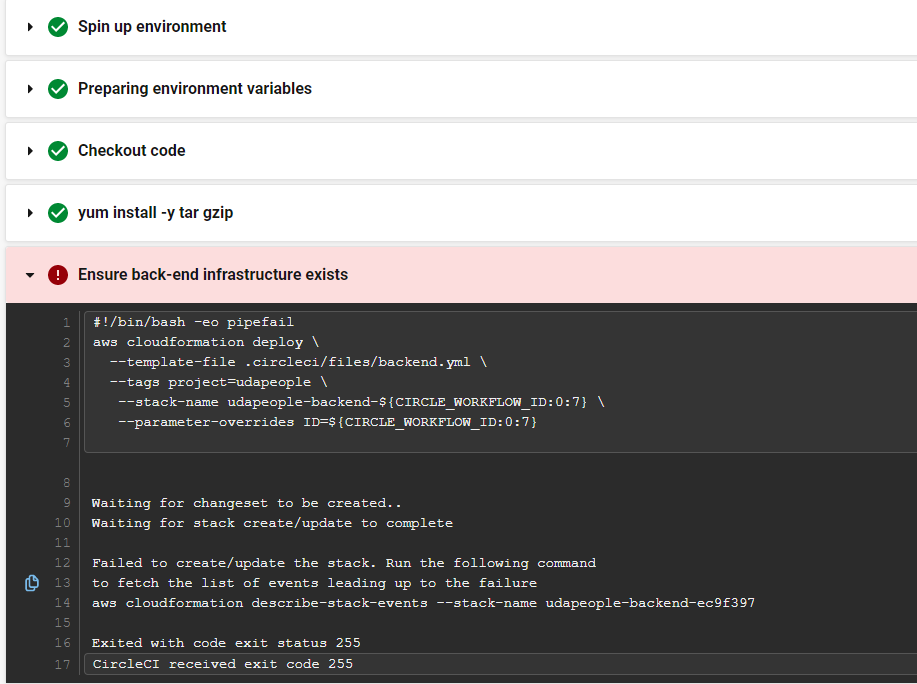 Spin up environment
Preparing environment variables
Checkout code
yum install -y tar gzip
Ensure back-end infrastructure exists
1 #!/bin/bash -eo pipefail
2 aws cloudformation deploy \
3   --template-file .circleci/files/backend.yml \
4   --tags project=udapeople \
5    --stack-name udapeople-backend-${CIRCLE_WORKFLOW_ID:0:7} \
6    --parameter-overrides ID=${CIRCLE_WORKFLOW_ID:0:7}
7
8
9 Waiting for changeset to be created..
10 Waiting for stack create/update to complete
11
12 Failed to create/update the stack. Run the following command
13 to fetch the list of events leading up to the failure
14 aws cloudformation describe-stack-events --stack-name udapeople-backend-ec9f397
15
16 Exited with code exit status 255
17 CircleCI received exit code 255